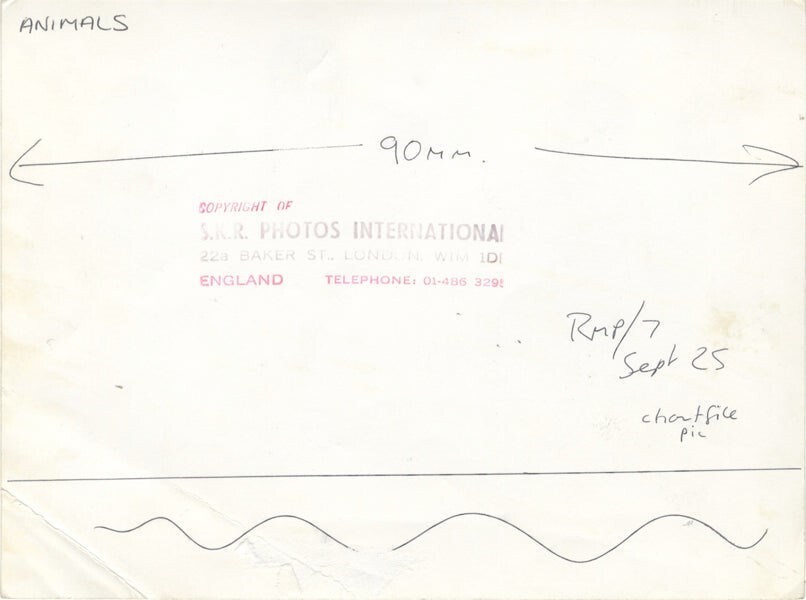 ANIMALS
90mm.
COPYRIGHT OF
S.K.R. PHOTOS INTERNATIONAL
22a BAKER ST., LONDON, W1M 1D
ENGLAND TELEPHONE: 01-486 329
RMP/7
Sept 25
chartfile
pic